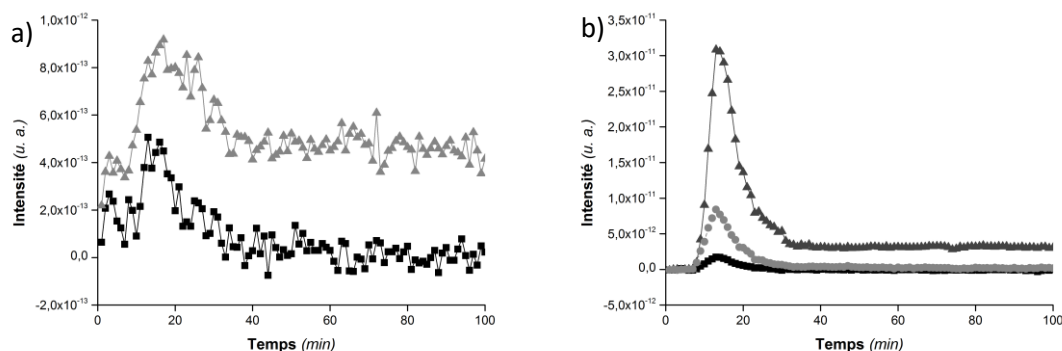 a)
1,0x10-12
8,0x10-13
6,0x10-13
4,0x10-13
2,0x10-13
0,0
-2,0x10-13
Intensité (u. a.)
0 20 40 60 80 100
Temps (min)
b)
3,5x10-11
3,0x10-11
2,5x10-11
2,0x10-11
1,5x10-11
1,0x10-11
5,0x10-12
0,0
-5,0x10-12
Intensité (u. a.)
0 20 40 60 80 100
Temps (min)